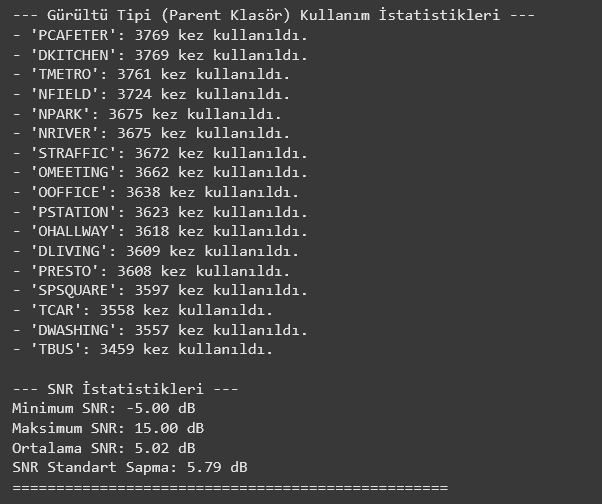 --- Gürültü Tipi (Parent Klasör) Kullanım İstatistikleri ---
- 'PCAFETER': 3769 kez kullanıldı.
- 'DKITCHEN': 3769 kez kullanıldı.
- 'TMETRO': 3761 kez kullanıldı.
- 'NFIELD': 3724 kez kullanıldı.
- 'NPARK': 3675 kez kullanıldı.
- 'NRIVER': 3675 kez kullanıldı.
- 'STRAFFIC': 3672 kez kullanıldı.
- 'OMEETING': 3662 kez kullanıldı.
- 'OOFFICE': 3638 kez kullanıldı.
- 'PSTATION': 3623 kez kullanıldı.
- 'OHALLWAY': 3618 kez kullanıldı.
- 'DLIVING': 3609 kez kullanıldı.
- 'PRESTO': 3608 kez kullanıldı.
- 'SPSQUARE': 3597 kez kullanıldı.
- 'TCAR': 3558 kez kullanıldı.
- 'DWASHING': 3557 kez kullanıldı.
- 'TBUS': 3459 kez kullanıldı.

--- SNR İstatistikleri ---
Minimum SNR: -5.00 dB
Maksimum SNR: 15.00 dB
Ortalama SNR: 5.02 dB
SNR Standart Sapma: 5.79 dB
==================================================